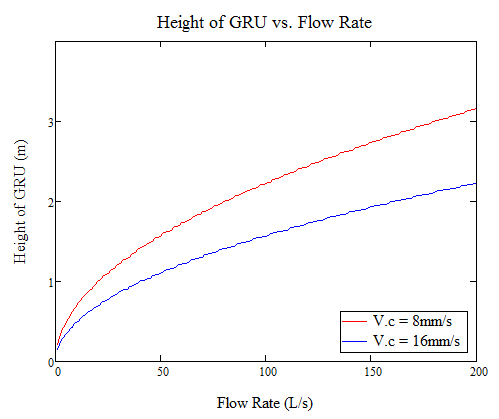 Height of GRU vs. Flow Rate
Height of GRU (m)
3
2
1
0
0
50
100
150
200
V.c = 8mm/s
V.c = 16mm/s
Flow Rate (L/s)